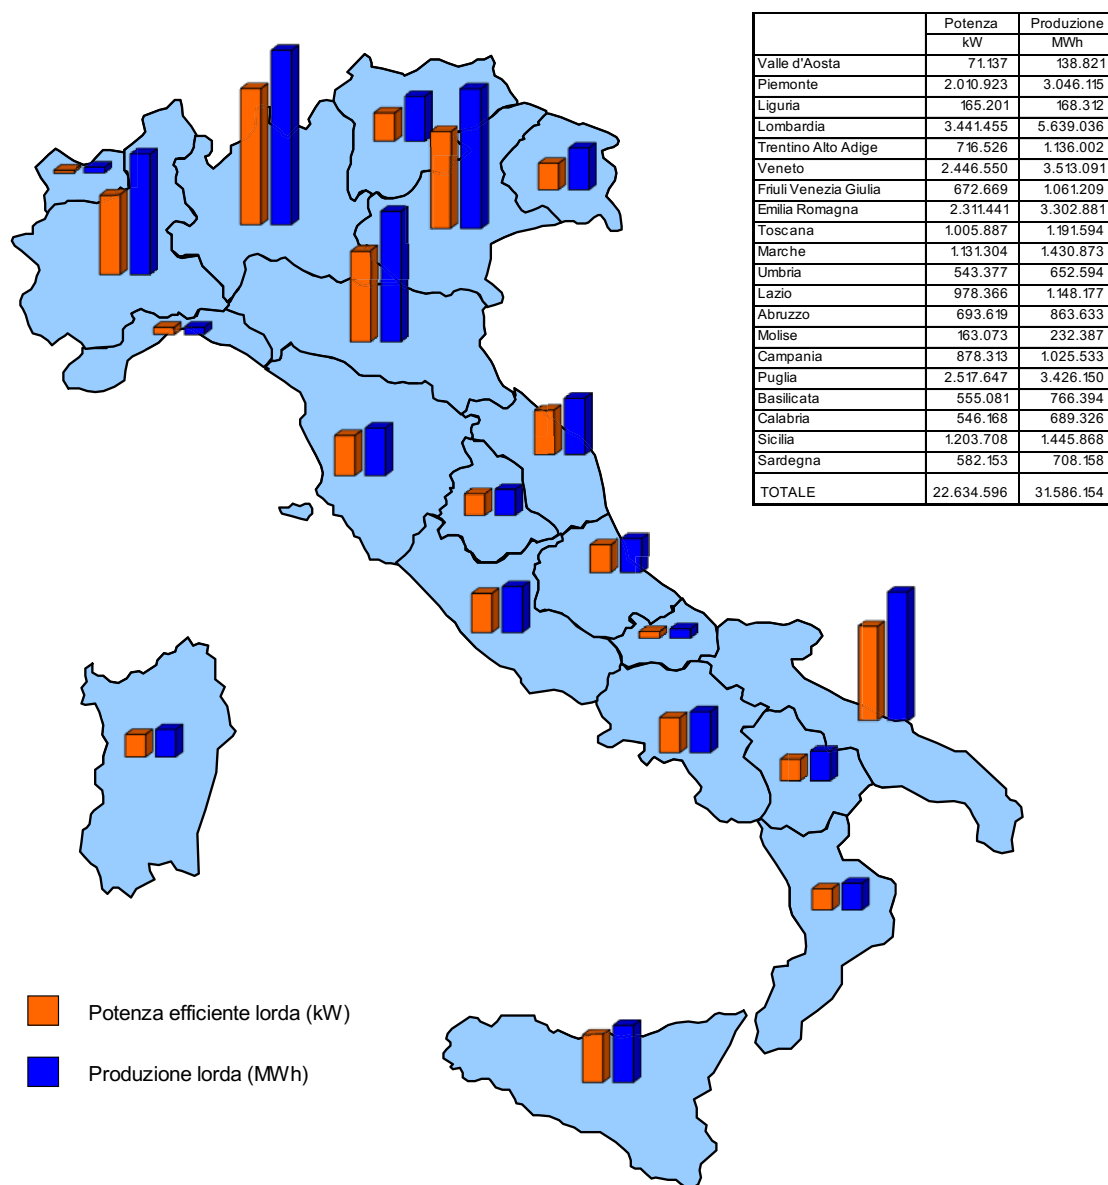 Potenza Produzione
kW MWh
Valle d'Aosta 71.137 138.821
Piemonte 2.010.923 3.046.115
Liguria 165.201 168.312
Lombardia 3.441.455 5.639.036
Trentino Alto Adige 716.526 1.136.002
Veneto 2.446.550 3.513.091
Friuli Venezia Giulia 672.669 1.061.209
Emilia Romagna 2.311.441 3.302.881
Toscana 1.005.887 1.191.594
Marche 1.131.304 1.430.873
Umbria 543.377 652.594
Lazio 978.366 1.148.177
Abruzzo 693.619 863.633
Molise 163.073 232.387
Campania 878.313 1.025.533
Puglia 2.517.647 3.426.150
Basilicata 555.081 766.394
Calabria 546.168 689.326
Sicilia 1.203.708 1.445.868
Sardegna 582.153 708.158
TOTALE 22.634.596 31.586.154
Potenza efficiente lorda (kW)
Produzione lorda (MWh)